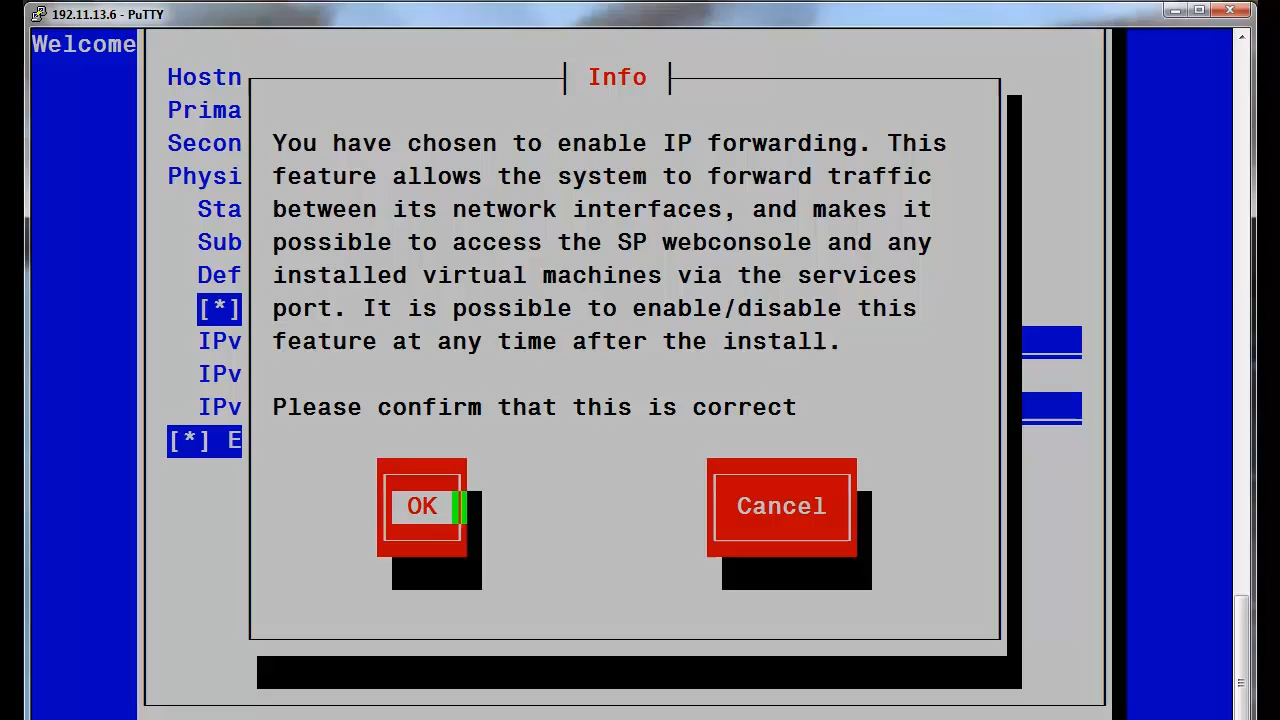 192.11.13.6 - PuTTY
Welcome
Info
Hostn
Prima
Secon
Physi
Sta
Sub
Def
[*]
IPv
IPv
IPv
[*] E
You have chosen to enable IP forwarding. This
feature allows the system to forward traffic
between its network interfaces, and makes it
possible to access the SP webconsole and any
installed virtual machines via the services
port. It is possible to enable/disable this
feature at any time after the install.
Please confirm that this is correct
OK
Cancel